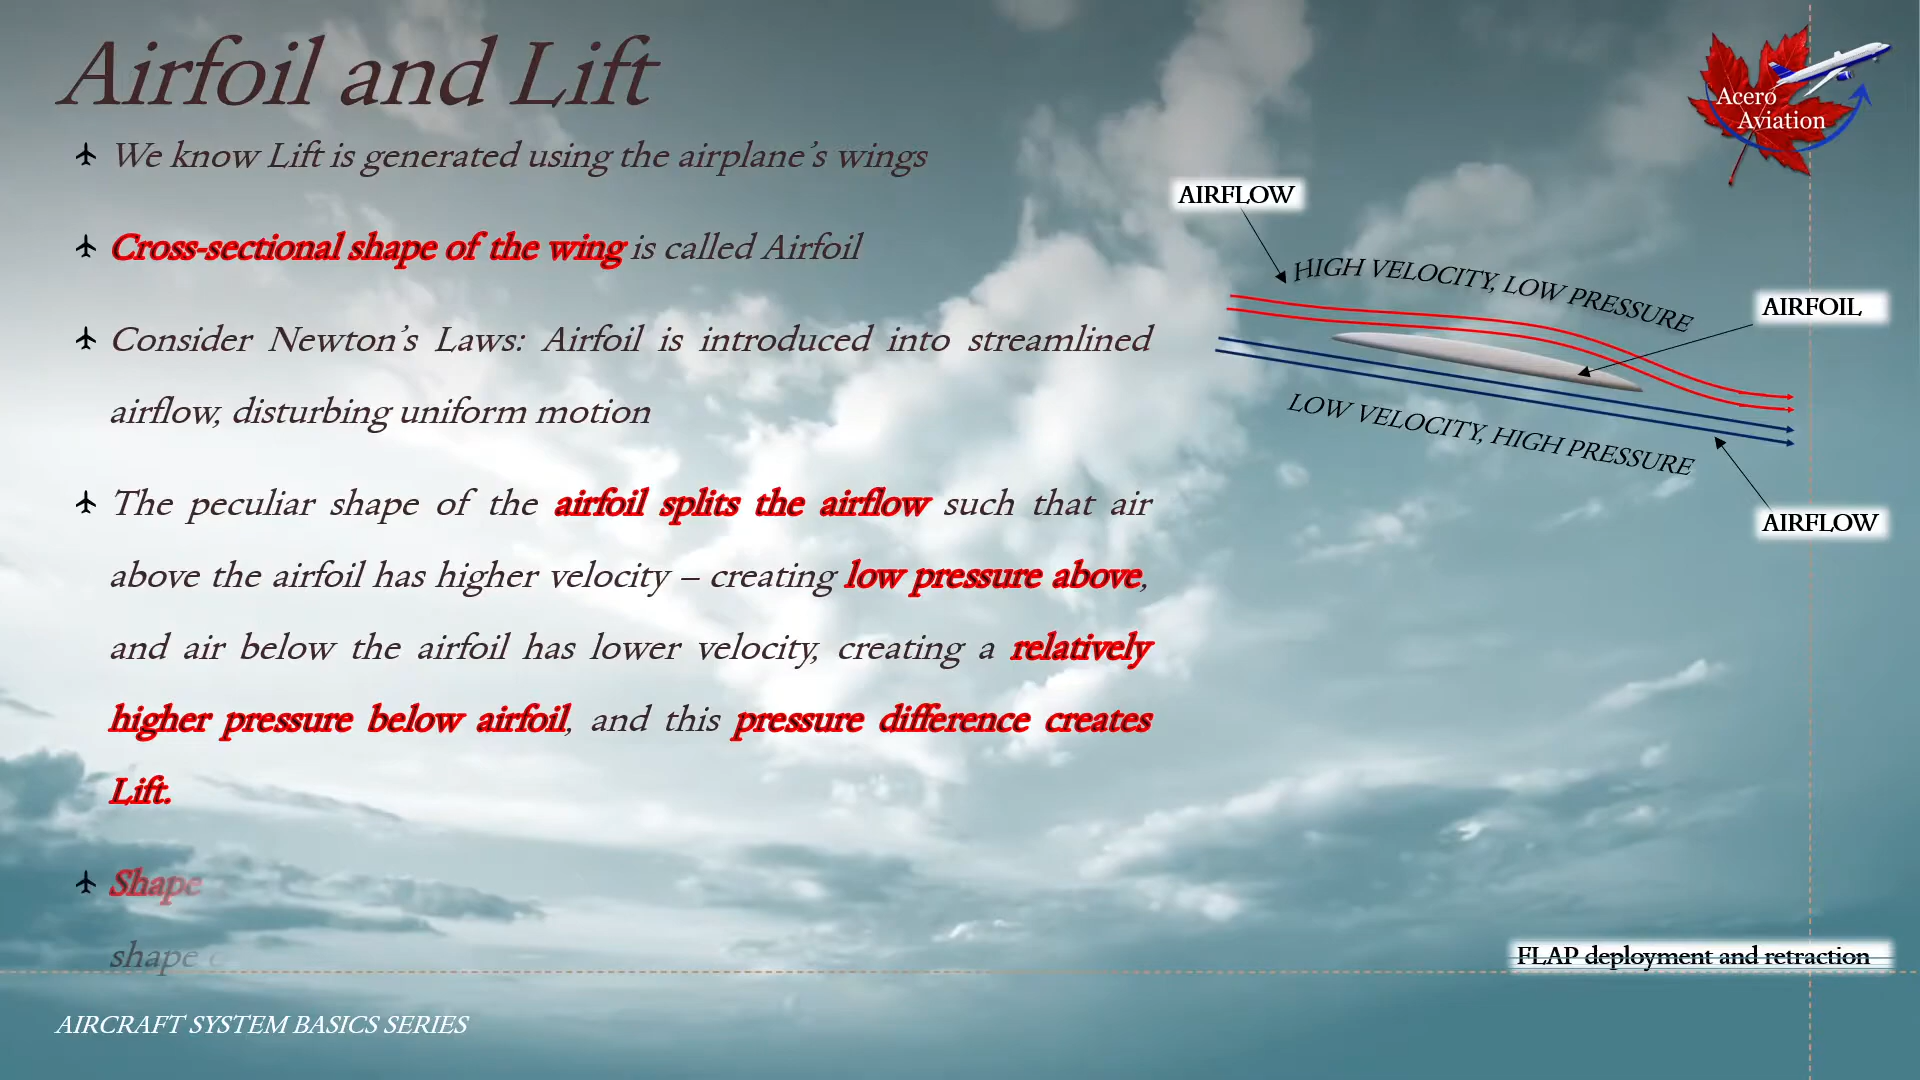 Airfoil and Lift
We know Lift is generated using the airplane’s wings
Cross-sectional shape of the wing is called Airfoil
Consider Newton’s Laws: Airfoil is introduced into streamlined
airflow, disturbing uniform motion
The peculiar shape of the airfoil splits the airflow such that air
above the airfoil has higher velocity – creating low pressure above,
and air below the airfoil has lower velocity, creating a relatively
higher pressure below airfoil, and this pressure difference creates
Lift.
Shape
shape
Acero
Aviation
AIRFLOW
HIGH VELOCITY, LOW PRESSURE
AIRFOIL
LOW VELOCITY, HIGH PRESSURE
AIRFLOW
FLAP deployment and retraction
AIRCRAFT SYSTEM BASICS SERIES